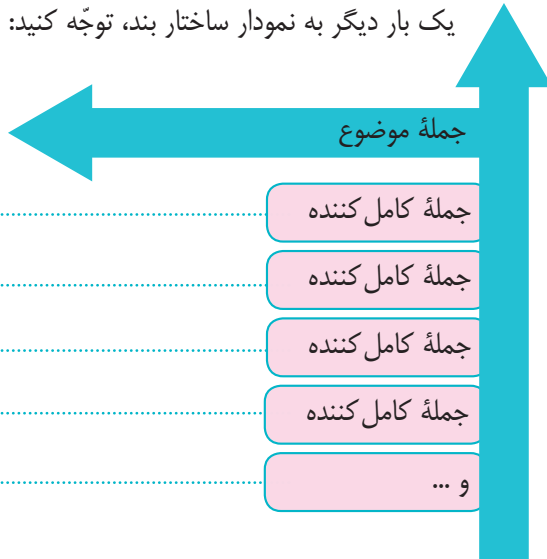 یک بار دیگر به نمودار ساختار بند، توجّه کنید:
جملهٔ موضوع
جملهٔ کامل‌کننده
جملهٔ کامل‌کننده
جملهٔ کامل‌کننده
جملهٔ کامل‌کننده
و ...